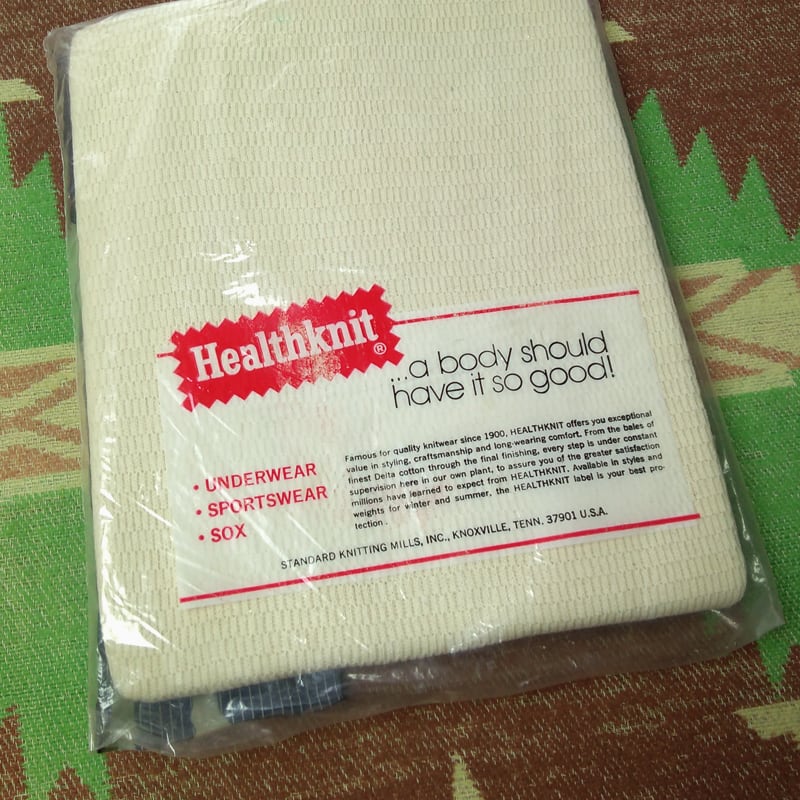 Healthknit®
...a body should
have it so good!
• UNDERWEAR
• SPORTSWEAR
• SOX
Famous for quality knitwear since 1900, HEALTHKNIT offers you exceptional
value in styling, craftsmanship and long-wearing comfort. From the bales of
finest Delta cotton through the final finishing, every step is under constant
supervision here in our own plant, to assure you of the greater satisfaction
millions have learned to expect from HEALTHKNIT. Available in styles and
weights for winter and summer, the HEALTHKNIT label is your best pro-
tection.
STANDARD KNITTING MILLS, INC., KNOXVILLE, TENN. 37901 U.S.A.